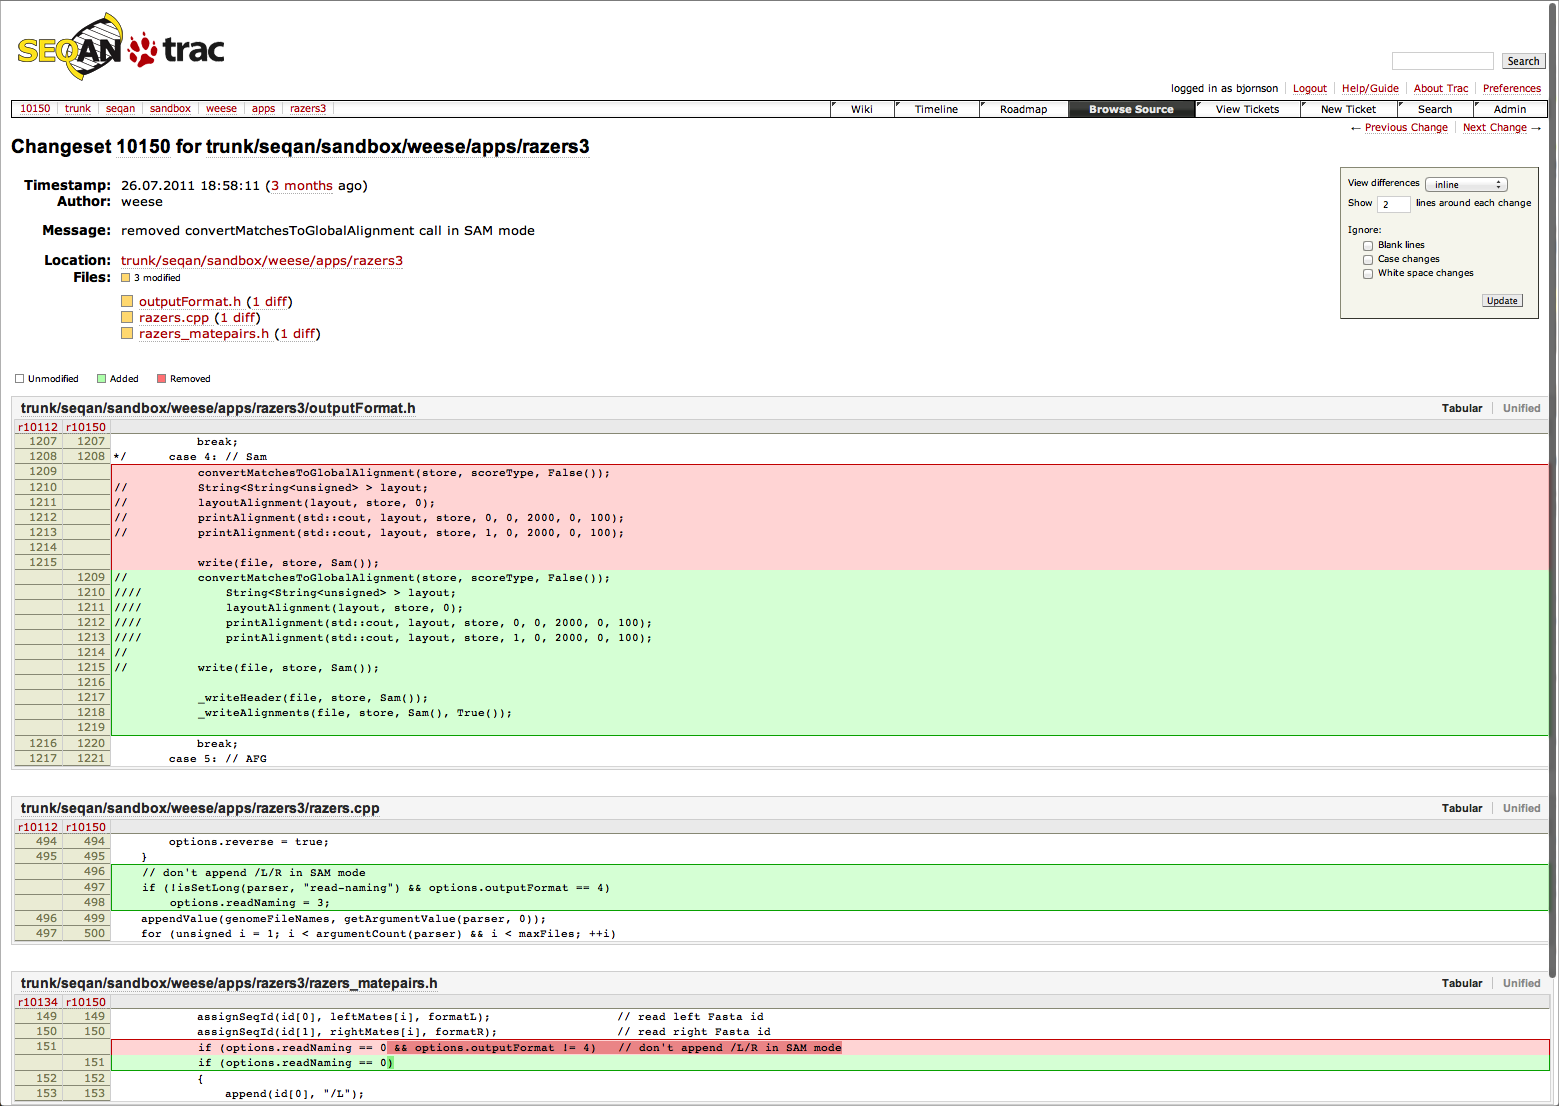 SEQAN trac
Search
logged in as bjornson Logout Help/Guide About Trac Preferences
10150 trunk seqan sandbox weese apps razers3 Wiki Timeline Roadmap Browse Source View Tickets New Ticket Search Admin
← Previous Change Next Change →
Changeset 10150 for trunk/seqan/sandbox/weese/apps/razers3
Timestamp: 26.07.2011 18:58:11 (3 months ago)
Author: weese
Message: removed convertMatchesToGlobalAlignment call in SAM mode
Location: trunk/seqan/sandbox/weese/apps/razers3
Files: 3 modified
outputFormat.h (1 diff)
razers.cpp (1 diff)
razers_matepairs.h (1 diff)
View differences inline
Show 2 lines around each change
Ignore:
Blank lines
Case changes
White space changes
Update
Unmodified Added Removed
trunk/seqan/sandbox/weese/apps/razers3/outputFormat.h Tabular Unified
r10112 r10150
1207 1207 break;
1208 1208 */ case 4: // Sam
1209 convertMatchesToGlobalAlignment(store, scoreType, False());
1210 // String<String<unsigned> > layout;
1211 // layoutAlignment(layout, store, 0);
1212 // printAlignment(std::cout, layout, store, 0, 0, 2000, 0, 100);
1213 // printAlignment(std::cout, layout, store, 1, 0, 2000, 0, 100);
1214
1215 write(file, store, Sam());
1209 // convertMatchesToGlobalAlignment(store, scoreType, False());
1210 //// String<String<unsigned> > layout;
1211 //// layoutAlignment(layout, store, 0);
1212 //// printAlignment(std::cout, layout, store, 0, 0, 2000, 0, 100);
1213 //// printAlignment(std::cout, layout, store, 1, 0, 2000, 0, 100);
1214 //
1215 // write(file, store, Sam());
1216
1217 _writeHeader(file, store, Sam());
1218 _writeAlignments(file, store, Sam(), True());
1219
1216 1220 break;
1217 1221 case 5: // AFG
trunk/seqan/sandbox/weese/apps/razers3/razers.cpp Tabular Unified
r10112 r10150
494 494 options.reverse = true;
495 495 }
496 // don't append /L/R in SAM mode
497 if (!isSetLong(parser, "read-naming") && options.outputFormat == 4)
498 options.readNaming = 3;
496 499 appendValue(genomeFileNames, getArgumentValue(parser, 0));
497 500 for (unsigned i = 1; i < argumentCount(parser) && i < maxFiles; ++i)
trunk/seqan/sandbox/weese/apps/razers3/razers_matepairs.h Tabular Unified
r10134 r10150
149 149 assignSeqId(id[0], leftMates[i], formatL); // read left Fasta id
150 150 assignSeqId(id[1], rightMates[i], formatR); // read right Fasta id
151 if (options.readNaming == 0 && options.outputFormat != 4) // don't append /L/R in SAM mode
151 if (options.readNaming == 0)
152 152 {
153 153 append(id[0], "/L");